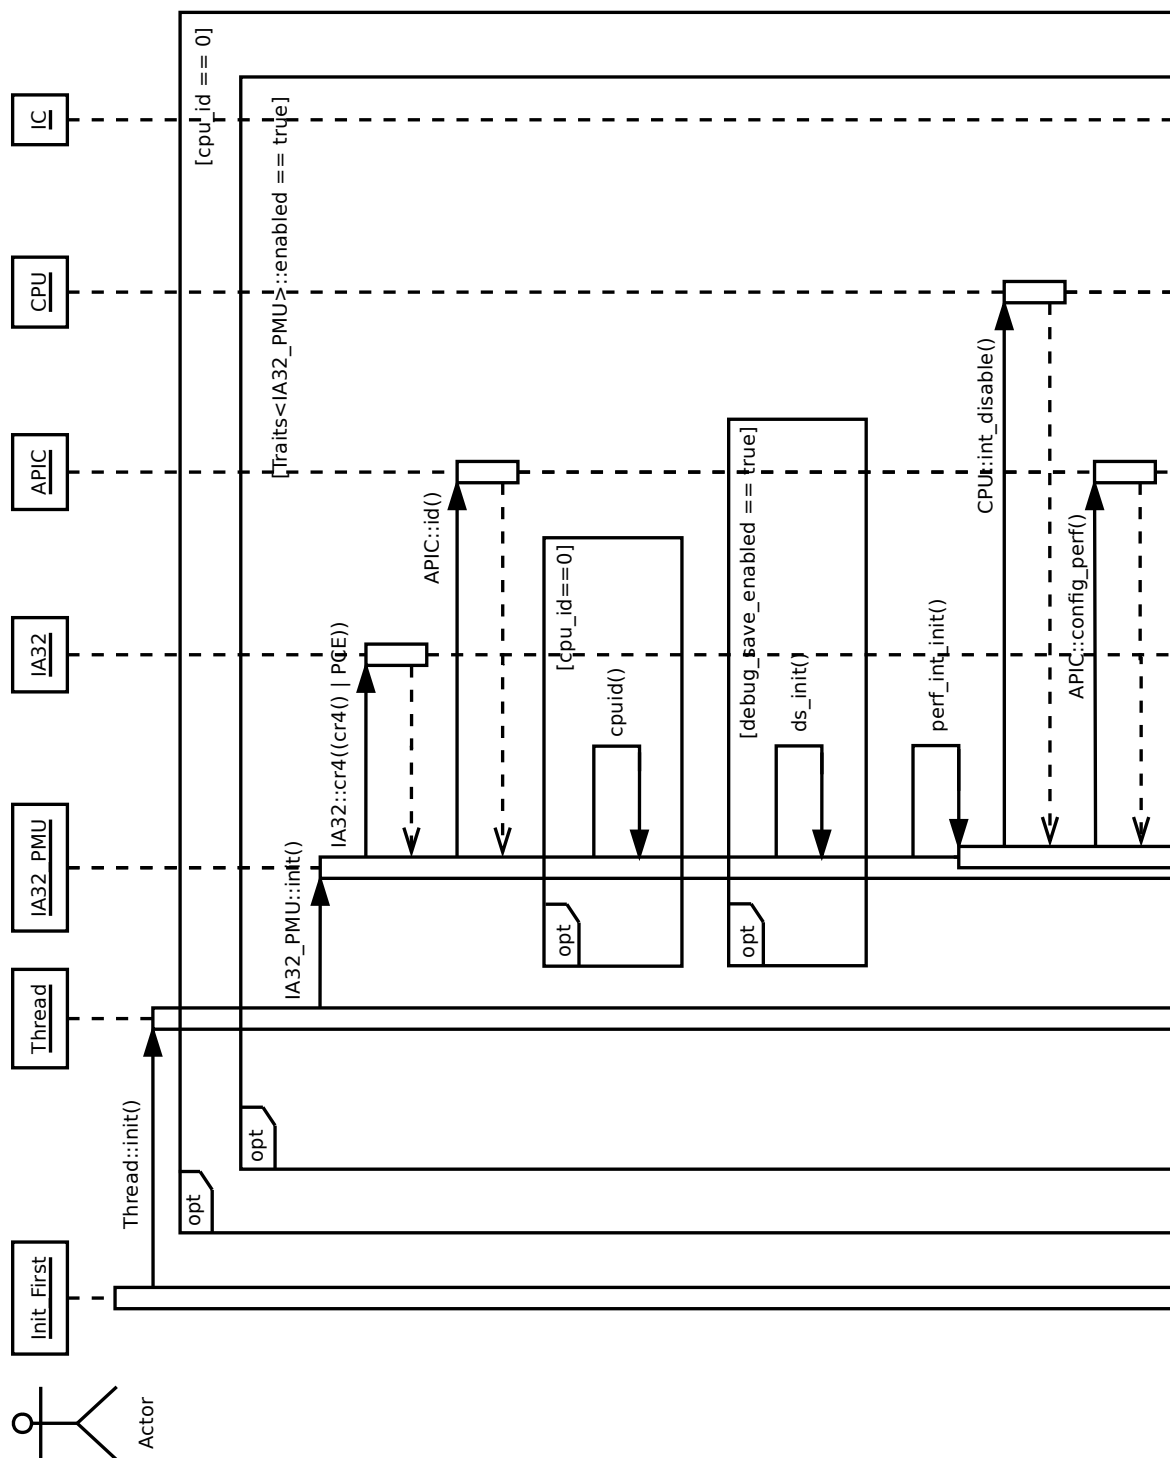 Actor
Init_First
Thread
IA32_PMU
IA32
APIC
CPU
IC
Thread::init()
opt
[cpu_id == 0]
opt
[Traits<IA32_PMU>::enabled == true]
IA32_PMU::init()
IA32::cr4((cr4() | PCE))
APIC::id()
opt
[cpu_id==0]
cpuid()
opt
[debug_save_enabled == true]
ds_init()
perf_int_init()
CPU::int_disable()
APIC::config_perf()